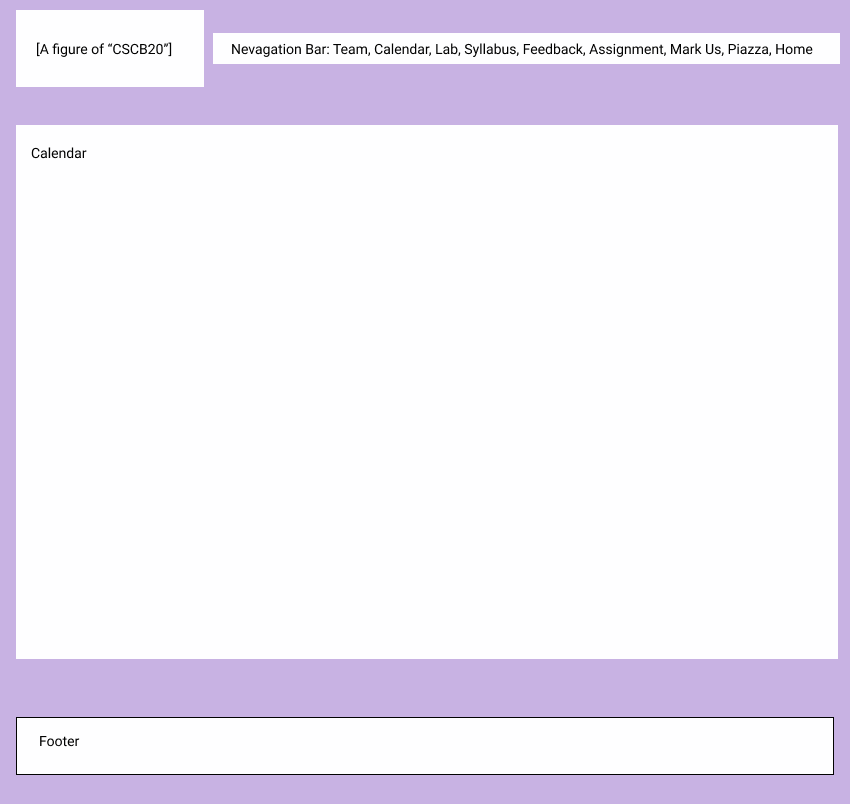 [A figure of “CSCB20”]
Nevagation Bar: Team, Calendar, Lab, Syllabus, Feedback, Assignment, Mark Us, Piazza, Home
Calendar
Footer